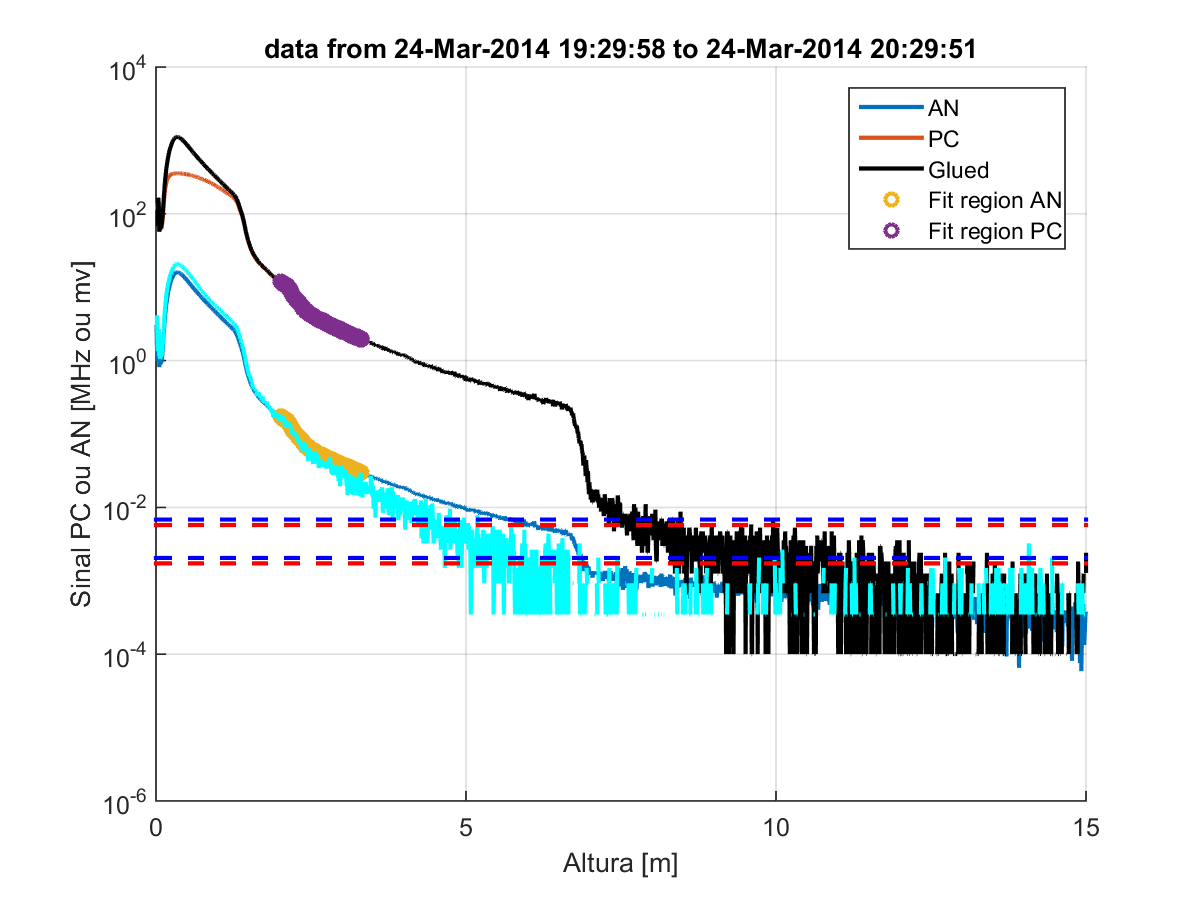 data from 24-Mar-2014 19:29:58 to 24-Mar-2014 20:29:51
AN
PC
Glued
Fit region AN
Fit region PC
Sinal PC ou AN [MHz ou mv]
10^4
10^2
10^0
10^-2
10^-4
10^-6
0 5 10 15
Altura [m]